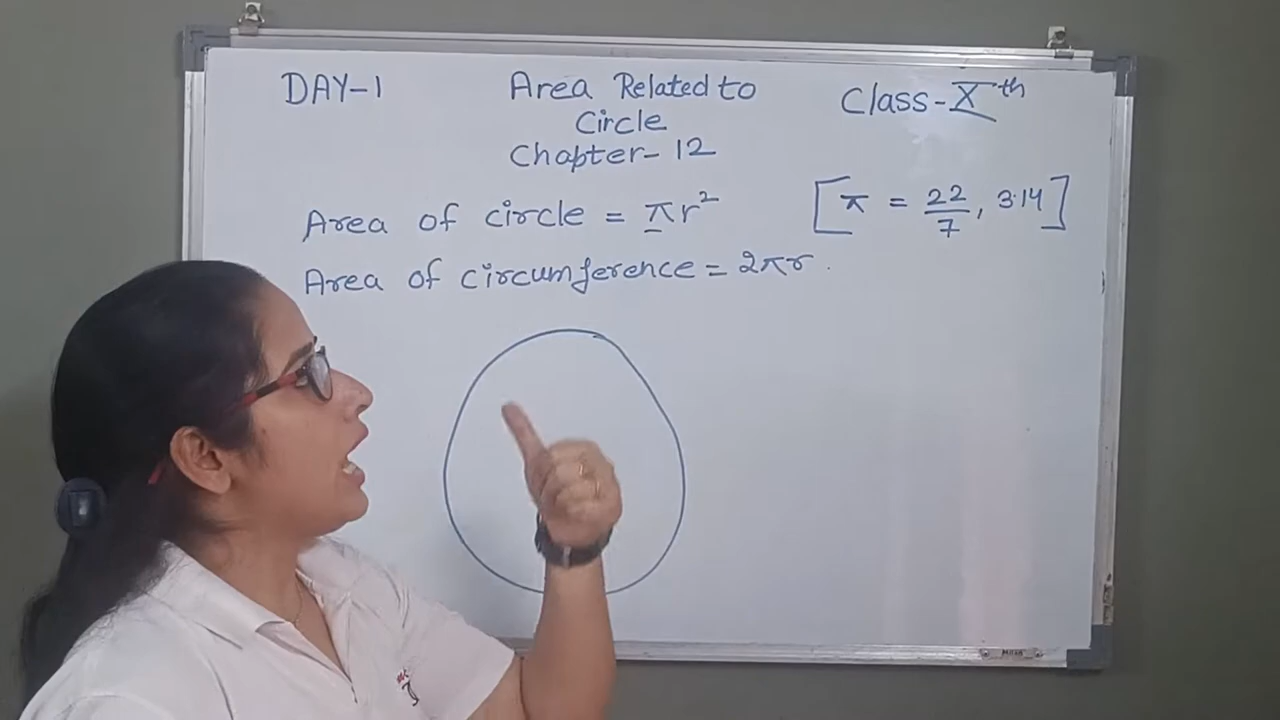 DAY-1
Area Related to
Circle
Chapter-12
Class-Xth
Area of circle = πr²
[π = 22/7, 3.14]
Area of circumference = 2πr.